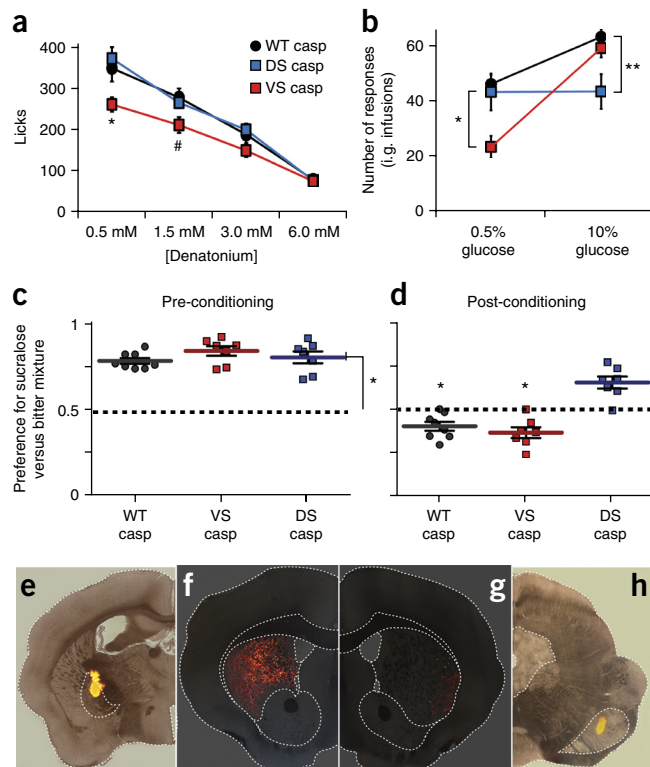 a
WT casp
DS casp
VS casp
Licks
400
300
200
100
0
*
#
0.5 mM 1.5 mM 3.0 mM 6.0 mM
[Denatonium]
b
Number of responses
(i.g. infusions)
60
40
20
0
*
**
0.5% glucose
10% glucose
c
Pre-conditioning
Preference for sucralose
versus bitter mixture
1
0.5
0
*
WT casp
VS casp
DS casp
d
Post-conditioning
* *
WT casp
VS casp
DS casp
e
f
g
h